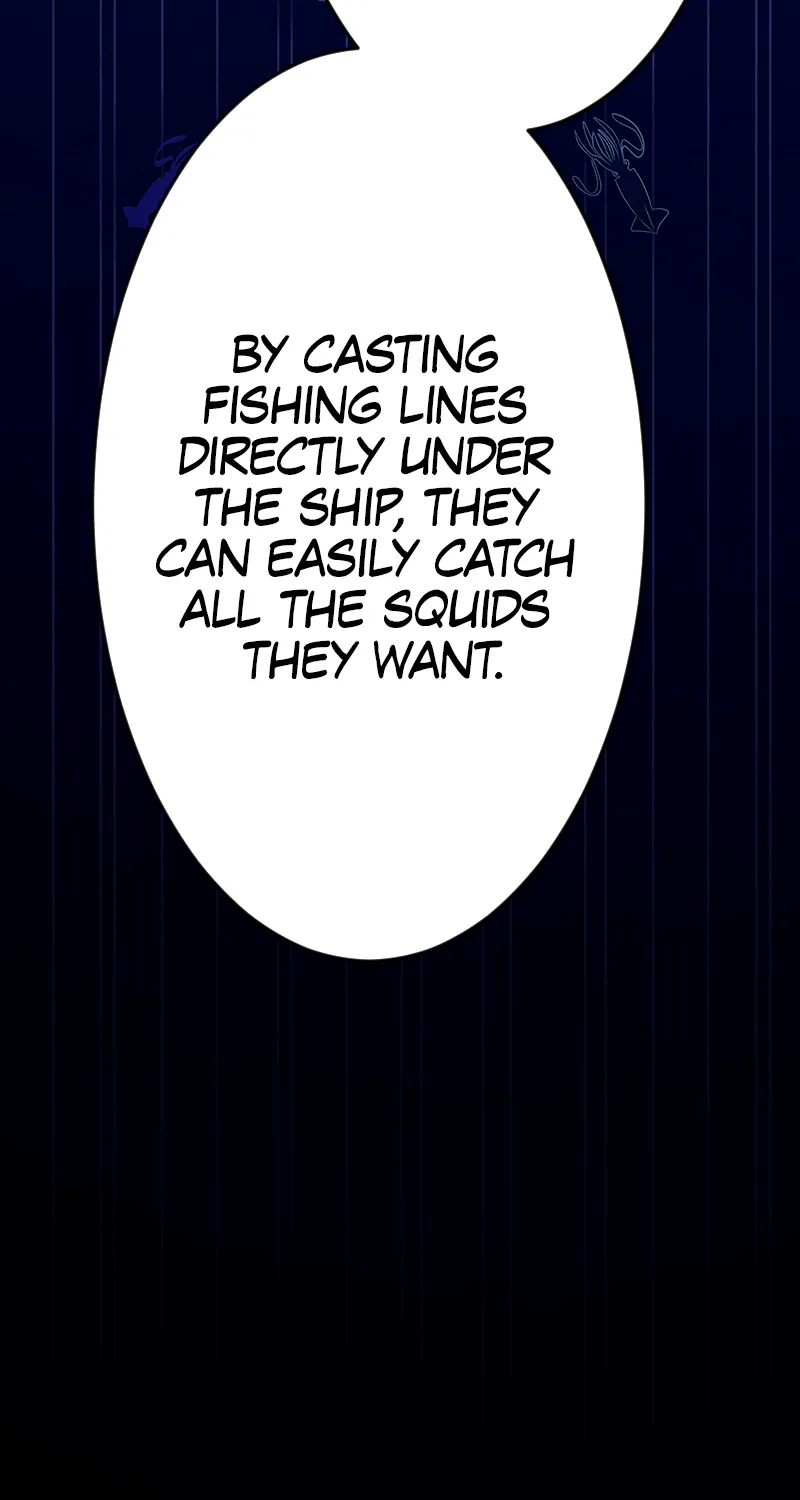 BY CASTING
FISHING LINES
DIRECTLY UNDER
THE SHIP, THEY
CAN EASILY CATCH
ALL THE SQUIDS
THEY WANT.